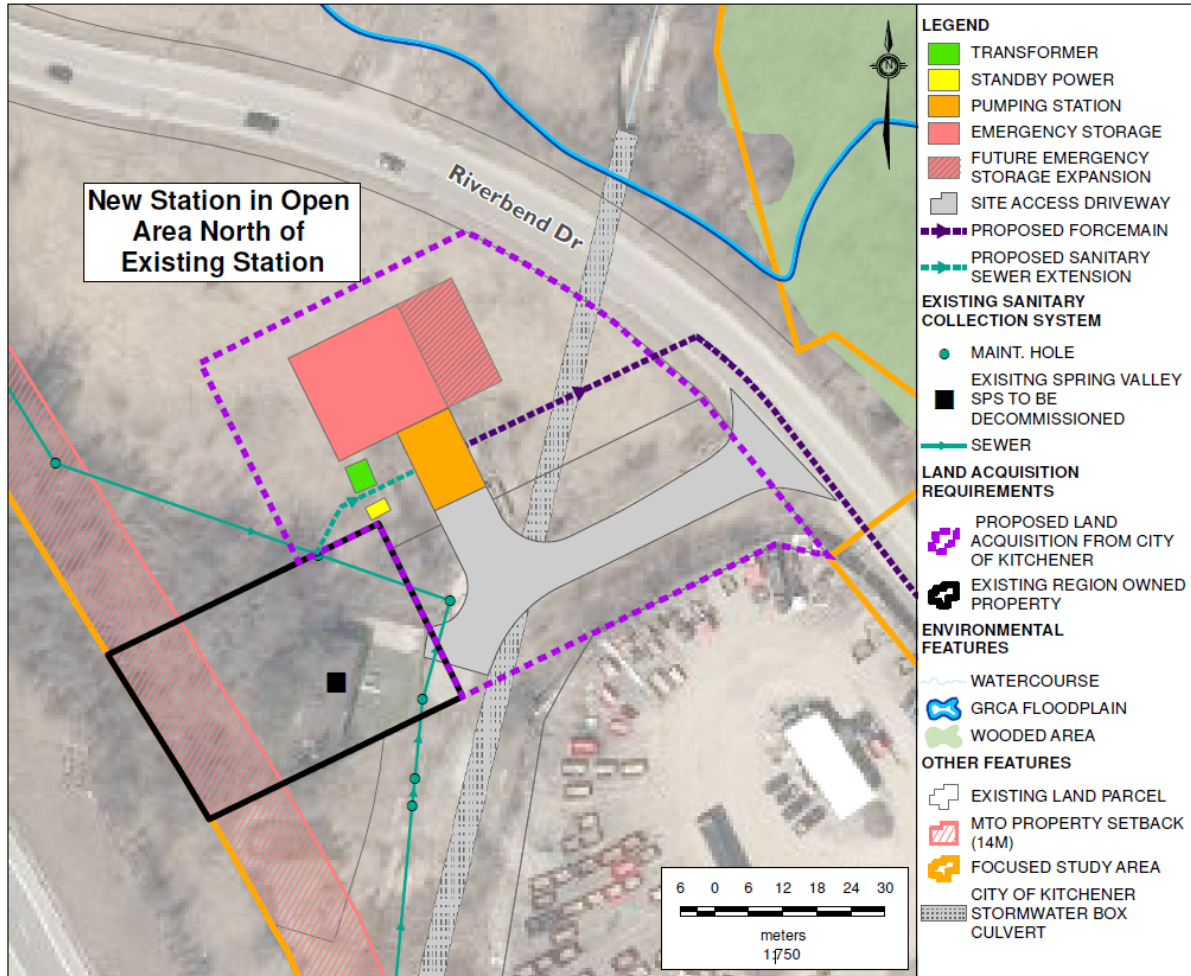 New Station in Open
Area North of
Existing Station
Riverbend Dr
N
6 0 6 12 18 24 30
meters
1:750
LEGEND
TRANSFORMER
STANDBY POWER
PUMPING STATION
EMERGENCY STORAGE
FUTURE EMERGENCY
STORAGE EXPANSION
SITE ACCESS DRIVEWAY
PROPOSED FORCEMAIN
PROPOSED SANITARY
SEWER EXTENSION
EXISTING SANITARY
COLLECTION SYSTEM
MAINT. HOLE
EXISITNG SPRING VALLEY
SPS TO BE
DECOMMISSIONED
SEWER
LAND ACQUISITION
REQUIREMENTS
PROPOSED LAND
ACQUISITION FROM CITY
OF KITCHENER
EXISTING REGION OWNED
PROPERTY
ENVIRONMENTAL
FEATURES
WATERCOURSE
GRCA FLOODPLAIN
WOODED AREA
OTHER FEATURES
EXISTING LAND PARCEL
MTO PROPERTY SETBACK
(14M)
FOCUSED STUDY AREA
CITY OF KITCHENER
STORMWATER BOX
CULVERT